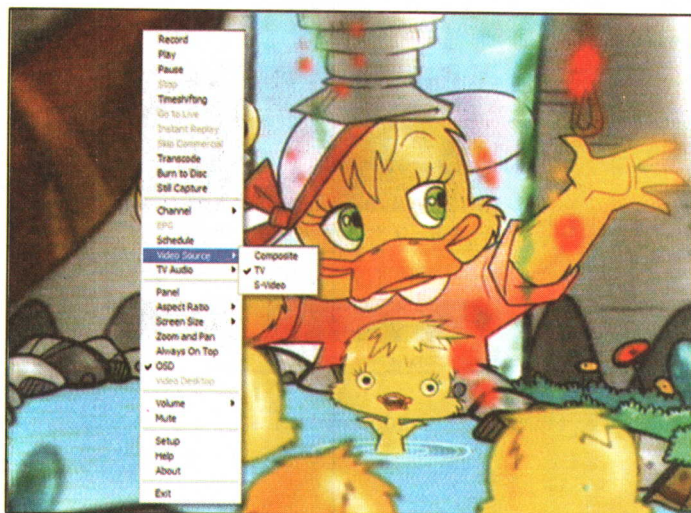 Record
Play
Pause
Stop
Timeshifting
Go to Live
Instant Replay
Skip Commercial
Transcode
Burn to Disc
Still Capture
Channel
EPG
Schedule
Video Source
TV Audio
Composite
TV
S-Video
Panel
Aspect Ratio
Screen Size
Zoom and Pan
Always On Top
OSD
Video Desktop
Volume
Mute
Setup
Help
About
Exit